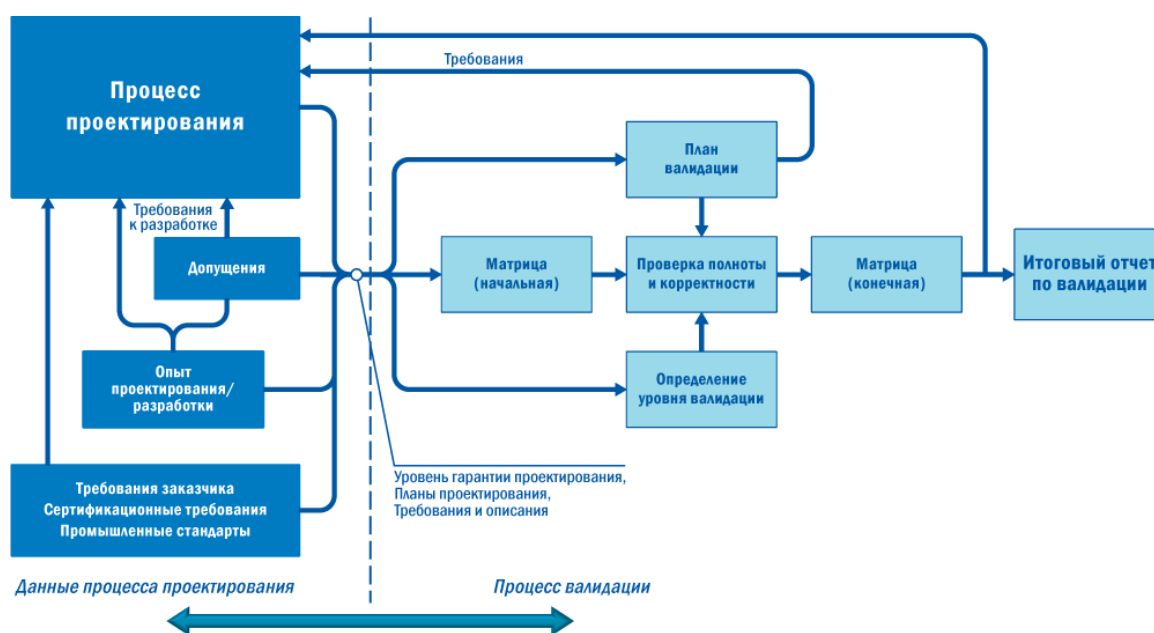 Процесс
проектирования
Требования
План
валидации
Требования
к разработке
Допущения
Матрица
(начальная)
Проверка полноты
и корректности
Матрица
(конечная)
Итоговый отчет
по валидации
Опыт
проектирования/
разработки
Определение
уровня валидации
Уровень гарантии проектирования,
Планы проектирования,
Требования и описания
Требования заказчика
Сертификационные требования
Промышленные стандарты
Данные процесса проектирования
Процесс валидации